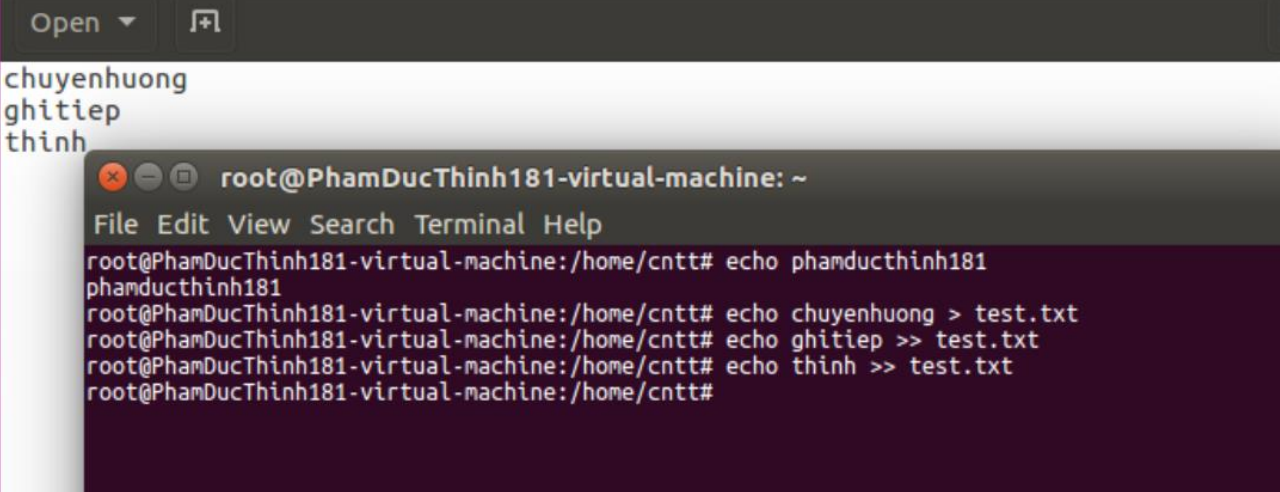 Open
chuyenhuong
ghitiep
thinh
root@PhamDucThinh181-virtual-machine: ~
File Edit View Search Terminal Help
root@PhamDucThinh181-virtual-machine:/home/cntt# echo phamducthinh181
phamducthinh181
root@PhamDucThinh181-virtual-machine:/home/cntt# echo chuyenhuong > test.txt
root@PhamDucThinh181-virtual-machine:/home/cntt# echo ghitiep >> test.txt
root@PhamDucThinh181-virtual-machine:/home/cntt# echo thinh >> test.txt
root@PhamDucThinh181-virtual-machine:/home/cntt#